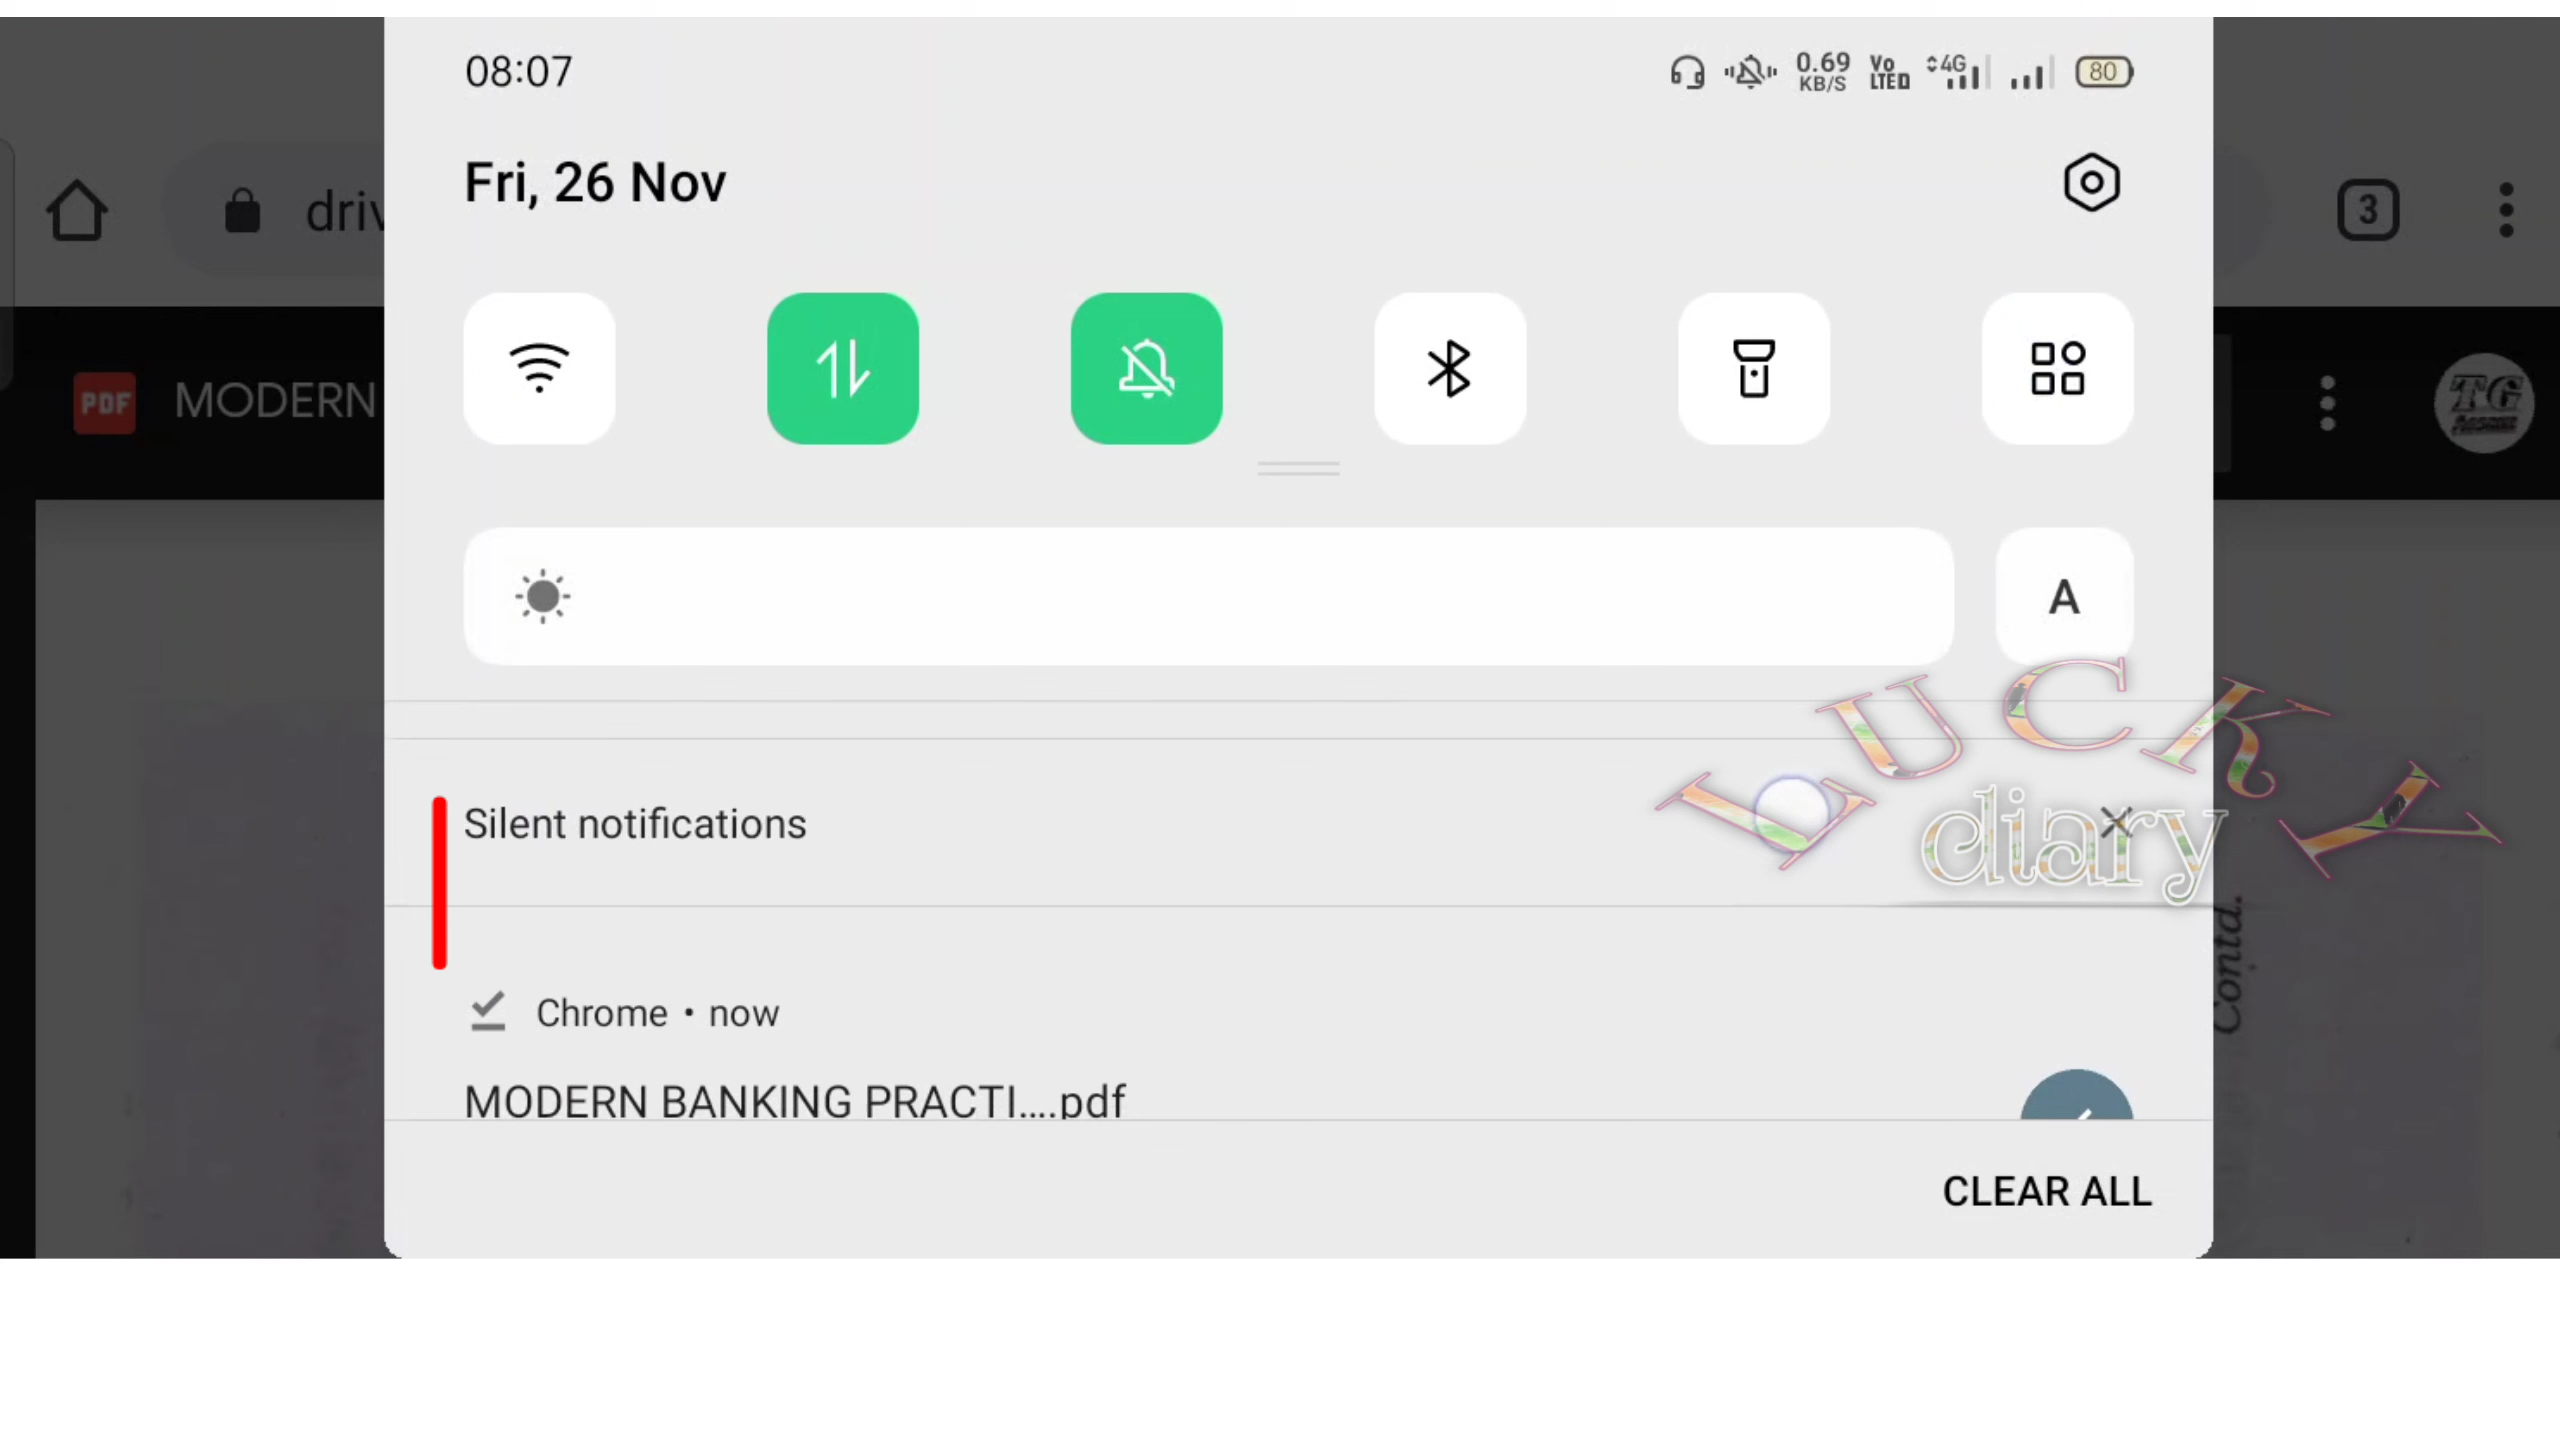 08:07
0.69
KB/S
Vo
LTE
4G
80
Fri, 26 Nov
driv
3
PDF
MODERN
TG
A
LUCKY
diary
Silent notifications
Contd.
Chrome • now
MODERN BANKING PRACTI....pdf
CLEAR ALL